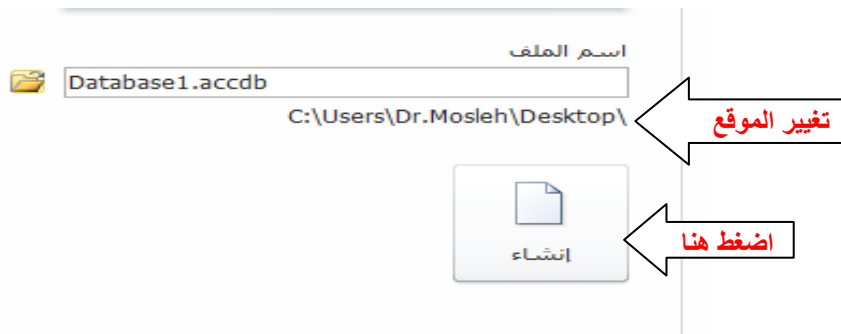 اسم الملف
Database1.accdb
C:\Users\Dr.Mosleh\Desktop\
تغيير الموقع
اضغط هنا
إنشاء